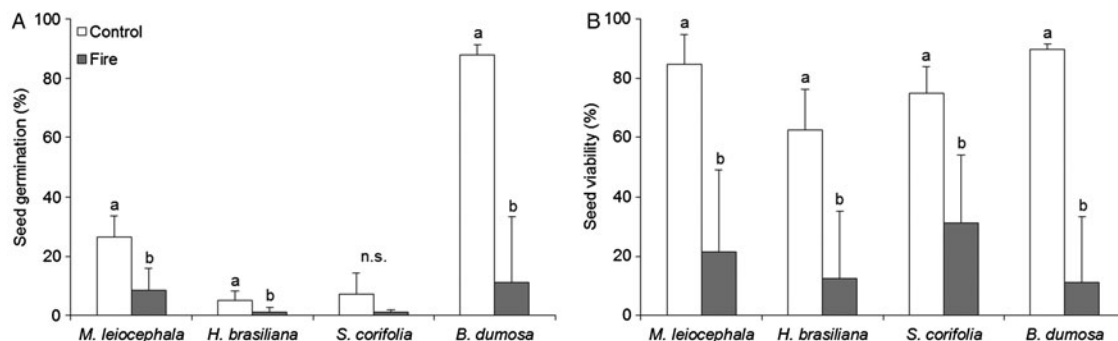 A
Control
Fire
Seed germination (%)
100
80
60
40
20
0
a
b
a
b
n.s.
a
b
M. leiocephala
H. brasiliana
S. corifolia
B. dumosa
B
Seed viability (%)
100
80
60
40
20
0
a
b
a
b
a
b
a
b
M. leiocephala
H. brasiliana
S. corifolia
B. dumosa